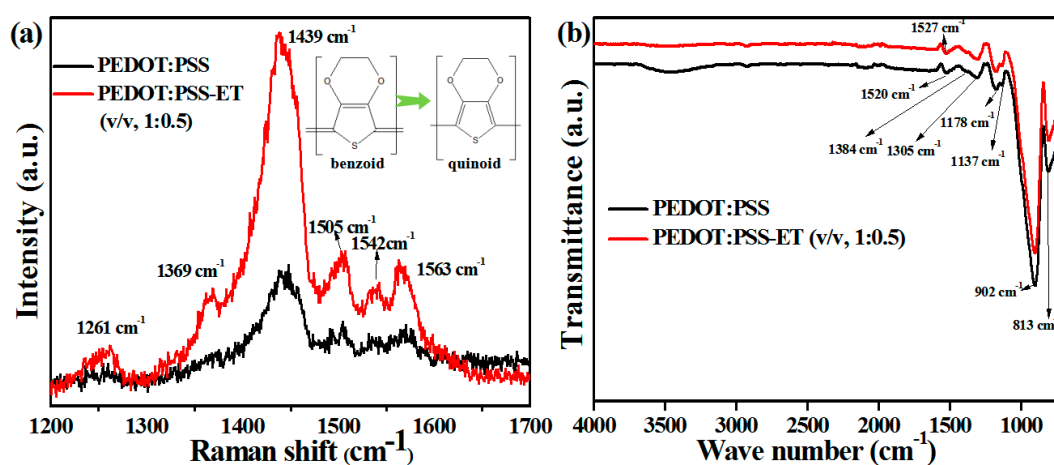 (a)
PEDOT:PSS
PEDOT:PSS-ET
(v/v, 1:0.5)
1439 cm⁻¹
O O
S
benzoid
O O
S
quinoid
1505 cm⁻¹
1542cm⁻¹
1369 cm⁻¹
1563 cm⁻¹
1261 cm⁻¹
Intensity (a.u.)
1200 1300 1400 1500 1600 1700
Raman shift (cm⁻¹)
(b)
1527 cm⁻¹
1520 cm⁻¹
1178 cm⁻¹
1384 cm⁻¹
1305 cm⁻¹
1137 cm⁻¹
PEDOT:PSS
PEDOT:PSS-ET (v/v, 1:0.5)
902 cm⁻¹
813 cm
Transmittance (a.u.)
4000 3500 3000 2500 2000 1500 1000
Wave number (cm⁻¹)